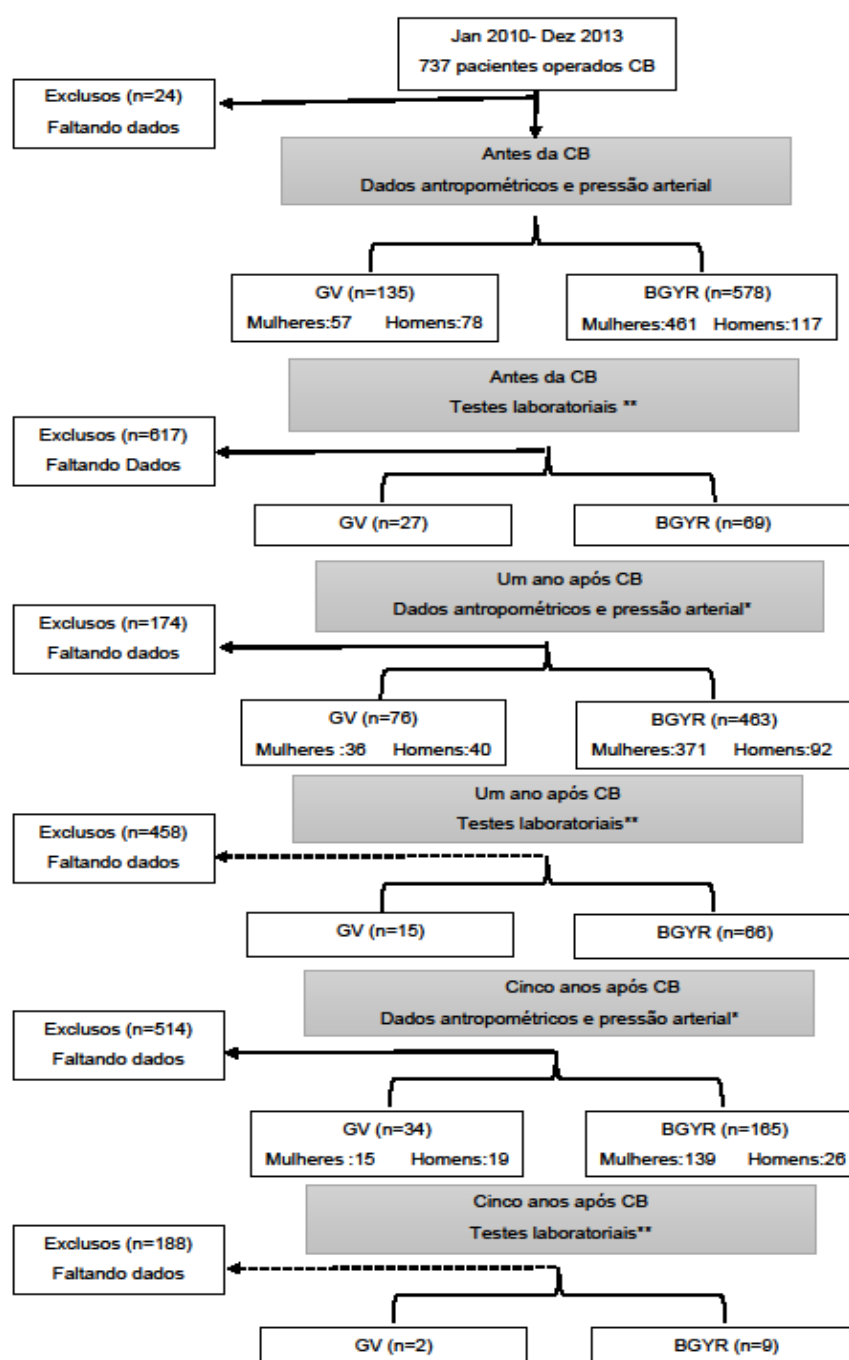 Jan 2010- Dez 2013
737 pacientes operados CB
Exclusos (n=24)
Faltando dados
Antes da CB
Dados antropométricos e pressão arterial
GV (n=135)
Mulheres:57 Homens:78
BGYR (n=578)
Mulheres:461 Homens:117
Antes da CB
Testes laboratoriais **
Exclusos (n=617)
Faltando Dados
GV (n=27)
BGYR (n=69)
Um ano após CB
Dados antropométricos e pressão arterial*
Exclusos (n=174)
Faltando dados
GV (n=76)
Mulheres :36 Homens:40
BGYR (n=463)
Mulheres:371 Homens:92
Um ano após CB
Testes laboratoriais**
Exclusos (n=458)
Faltando dados
GV (n=15)
BGYR (n=66)
Cinco anos após CB
Dados antropométricos e pressão arterial*
Exclusos (n=514)
Faltando dados
GV (n=34)
Mulheres :15 Homens:19
BGYR (n=165)
Mulheres:139 Homens:26
Cinco anos após CB
Testes laboratoriais**
Exclusos (n=188)
Faltando dados
GV (n=2)
BGYR (n=9)